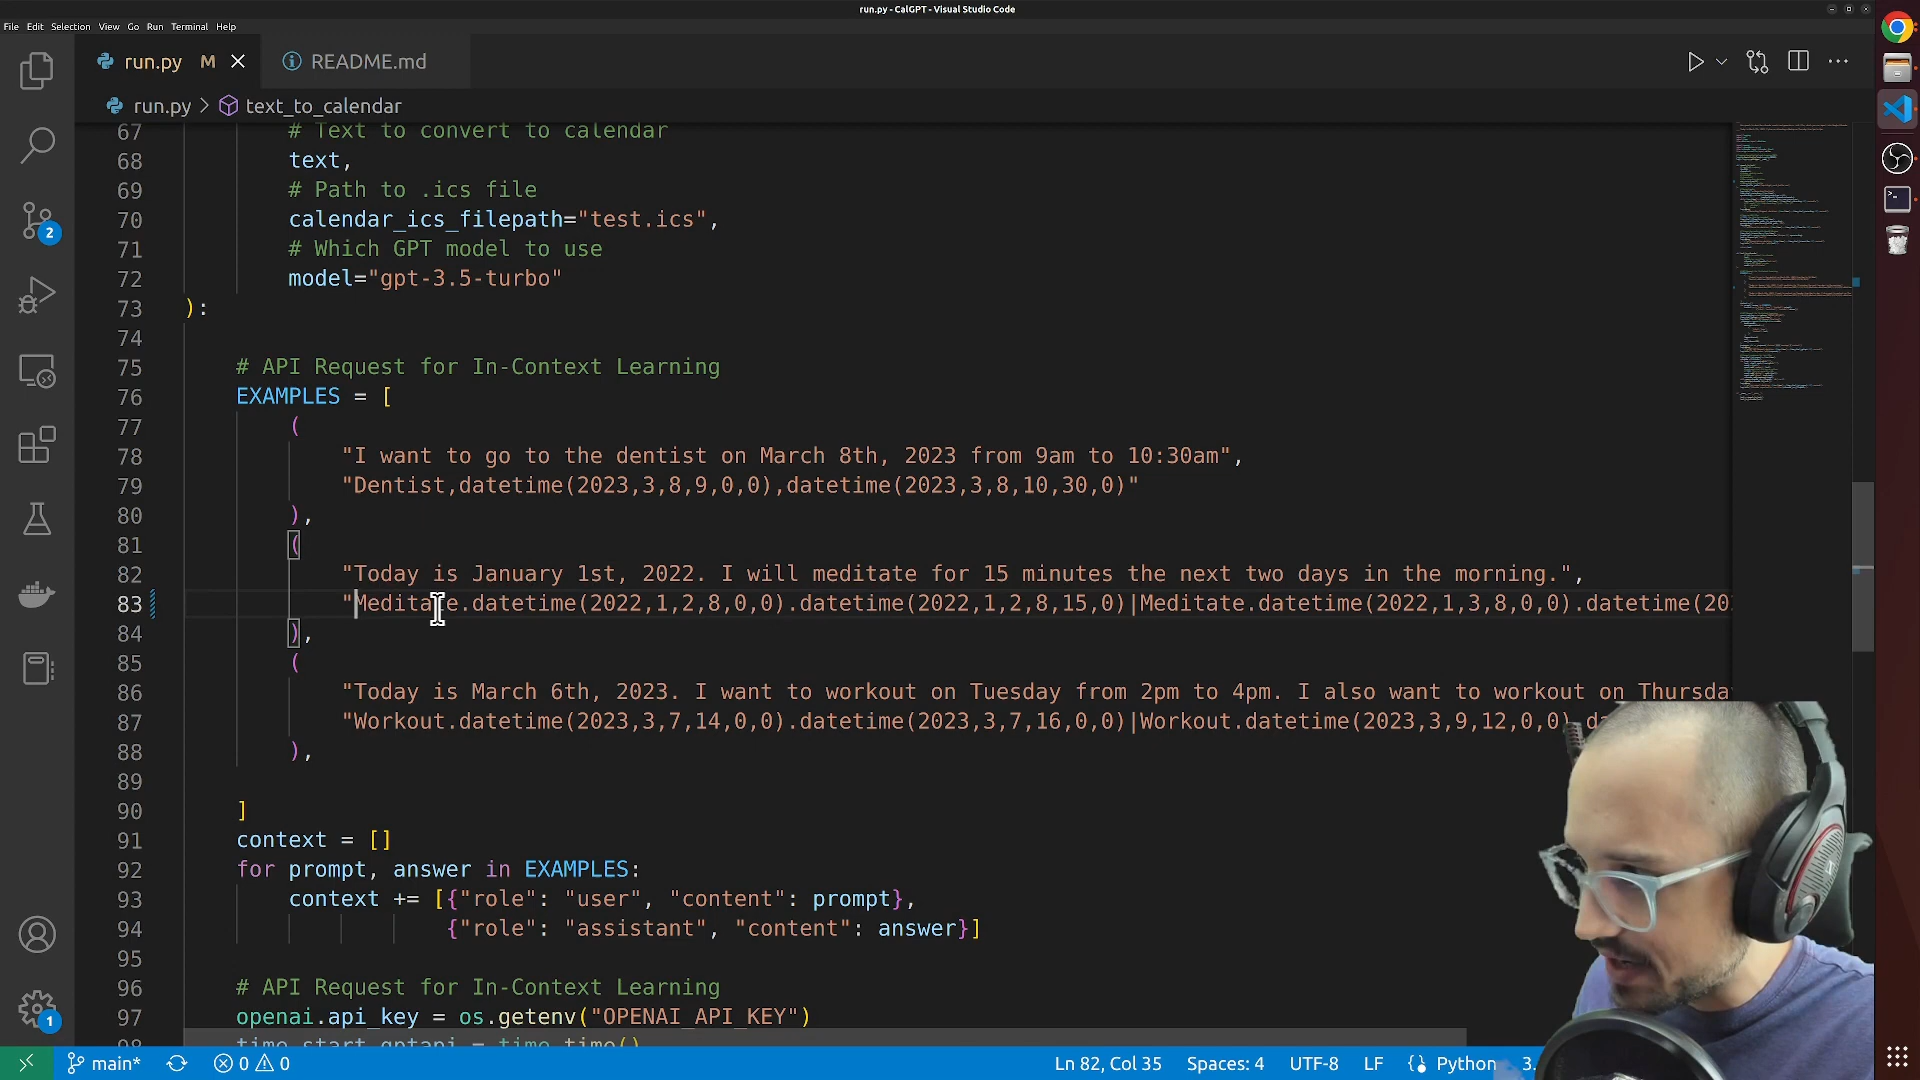 run.py - CalGPT - Visual Studio Code
File Edit Selection View Go Run Terminal Help
run.py M README.md
run.py > text_to_calendar
67 # Text to convert to calendar
68 text,
69 # Path to .ics file
70 calendar_ics_filepath="test.ics",
71 # Which GPT model to use
72 model="gpt-3.5-turbo"
73 ):
74
75 # API Request for In-Context Learning
76 EXAMPLES = [
77 (
78 "I want to go to the dentist on March 8th, 2023 from 9am to 10:30am",
79 "Dentist,datetime(2023,3,8,9,0,0),datetime(2023,3,8,10,30,0)"
80 ),
81 (
82 "Today is January 1st, 2022. I will meditate for 15 minutes the next two days in the morning.",
83 "Meditate.datetime(2022,1,2,8,0,0).datetime(2022,1,2,8,15,0)|Meditate.datetime(2022,1,3,8,0,0).datetime(20
84 ),
85 (
86 "Today is March 6th, 2023. I want to workout on Tuesday from 2pm to 4pm. I also want to workout on Thursda
87 "Workout.datetime(2023,3,7,14,0,0).datetime(2023,3,7,16,0,0)|Workout.datetime(2023,3,9,12,0,0)
88 ),
89
90 ]
91 context = []
92 for prompt, answer in EXAMPLES:
93 context += [{"role": "user", "content": prompt},
94 {"role": "assistant", "content": answer}]
95
96 # API Request for In-Context Learning
97 openai.api_key = os.getenv("OPENAI_API_KEY")
98 time_start_gptapi = time.time()
2
1
main* 0 0 Ln 82, Col 35 Spaces: 4 UTF-8 LF Python 3.